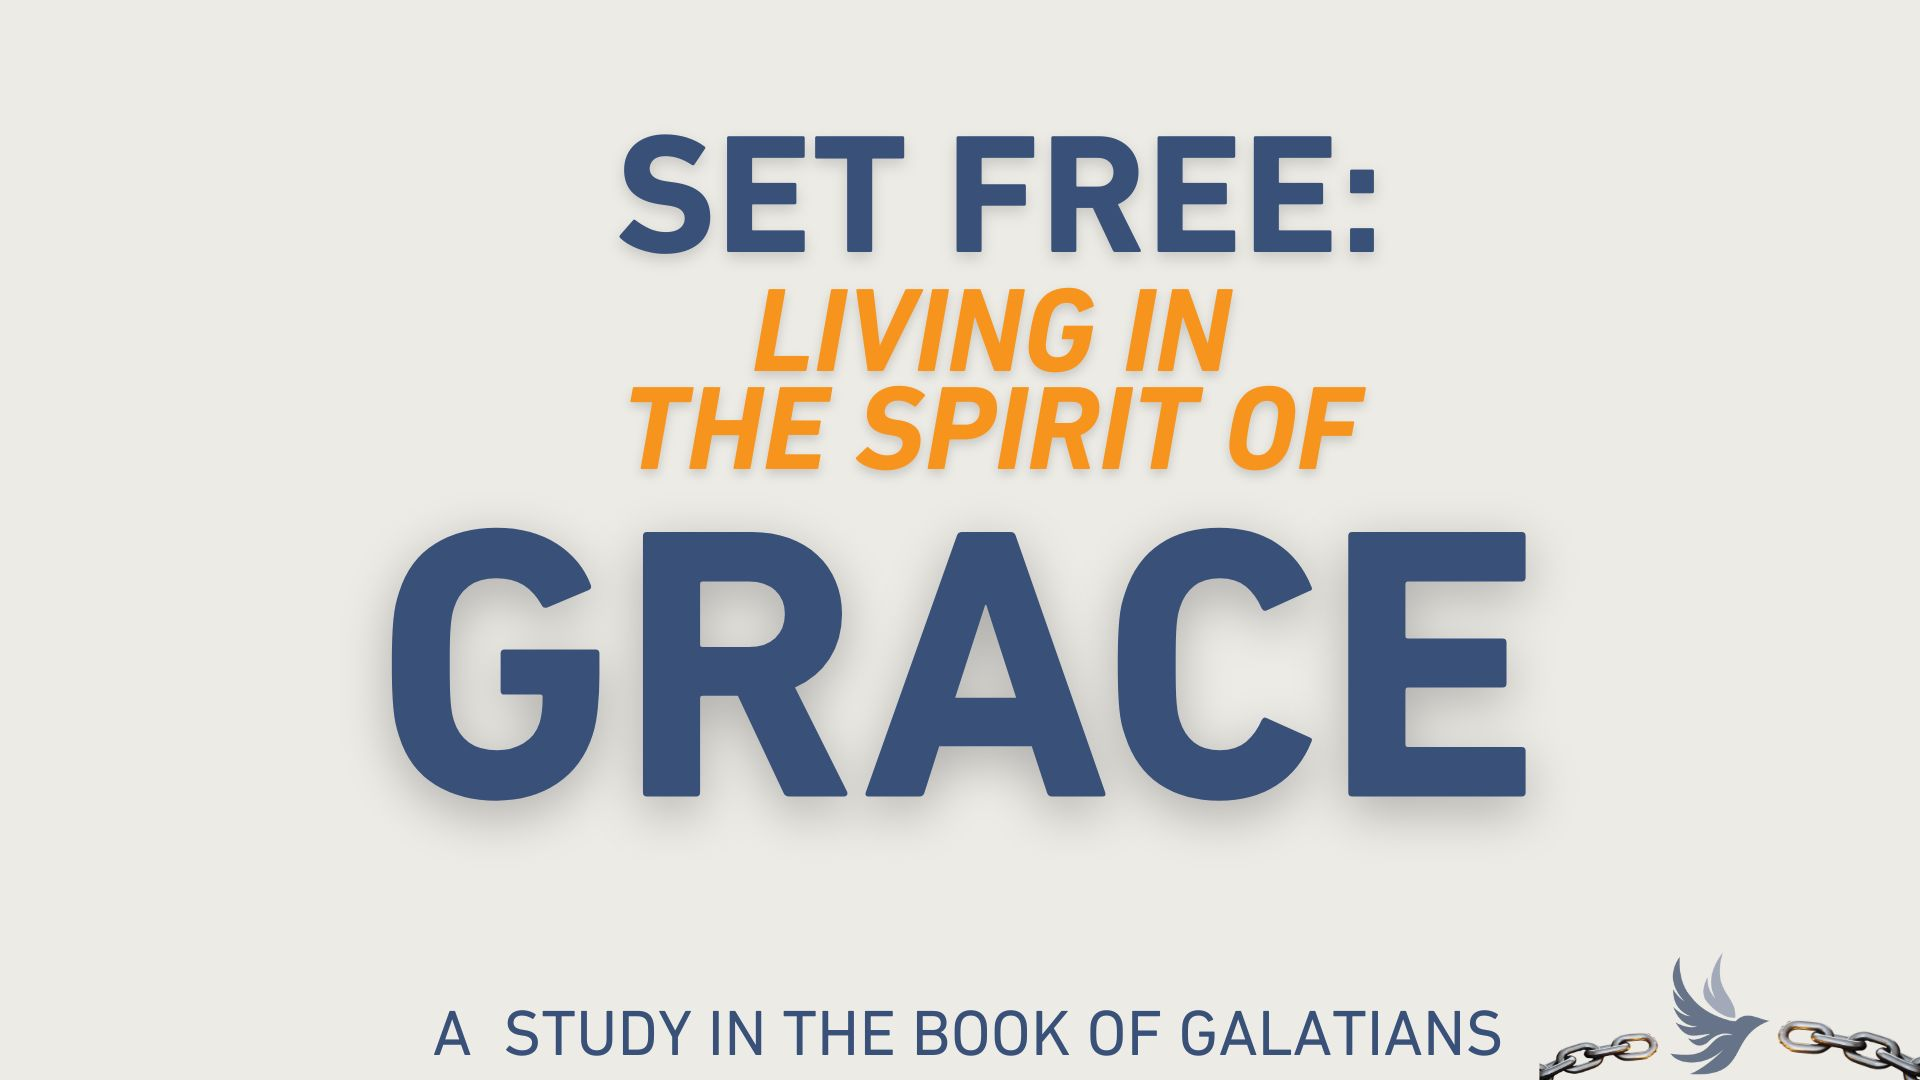 SET FREE:
LIVING IN
THE SPIRIT OF
GRACE
A STUDY IN THE BOOK OF GALATIANS